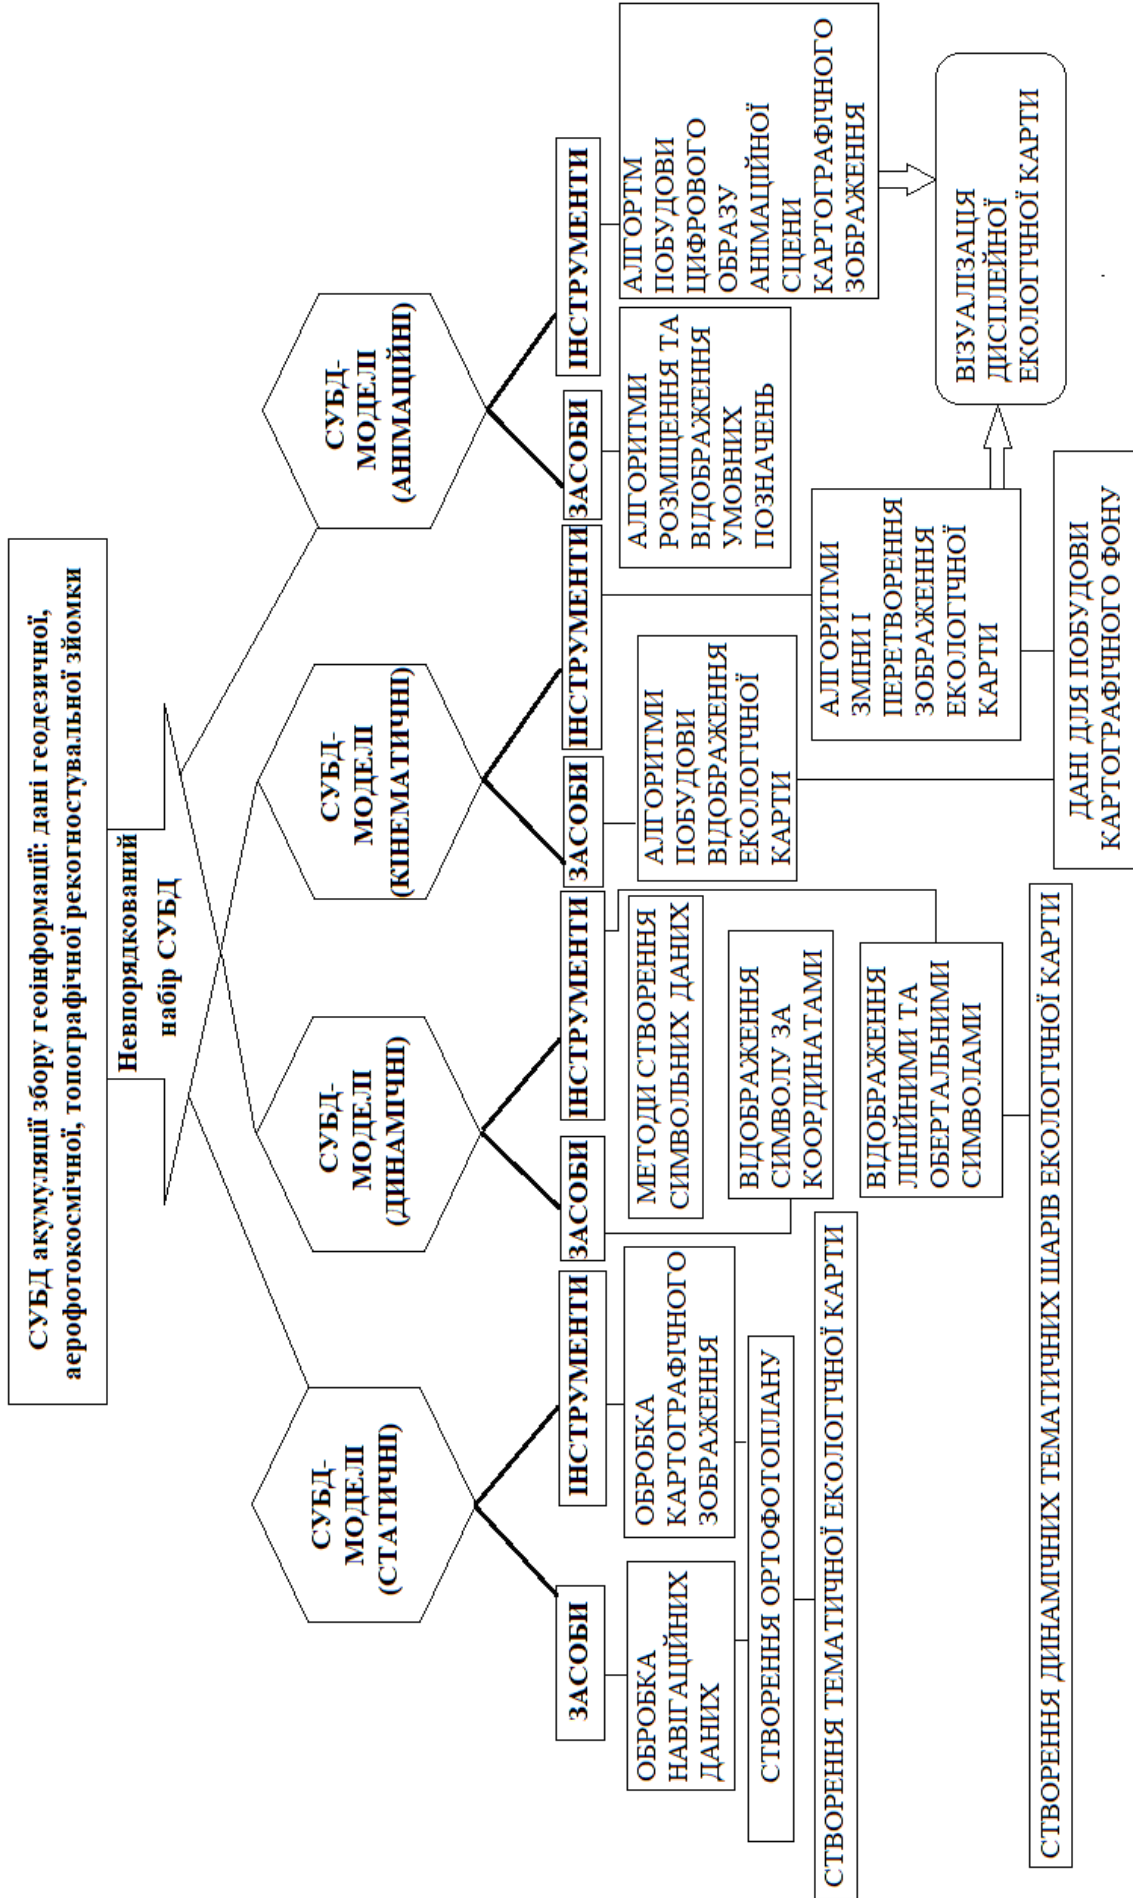 СУБД акумуляції збору геоінформації: дані геодезичної,
аерофотокосмічної, топографічної рекогностувальної зйомки
Невпорядкований
набір СУБД
СУБД-
МОДЕЛІ
(СТАТИЧНІ)
СУБД-
МОДЕЛІ
(ДИНАМІЧНІ)
СУБД-
МОДЕЛІ
(КІНЕМАТИЧНІ)
СУБД-
МОДЕЛІ
(АНІМАЦІЙНІ)
ЗАСОБИ
ІНСТРУМЕНТИ
ЗАСОБИ
ІНСТРУМЕНТИ
ЗАСОБИ
ІНСТРУМЕНТИ
ЗАСОБИ
ІНСТРУМЕНТИ
ОБРОБКА
НАВІГАЦІЙНИХ
ДАНИХ
ОБРОБКА
КАРТОГРАФІЧНОГО
ЗОБРАЖЕННЯ
СТВОРЕННЯ ОРТОФОТОПЛАНУ
СТВОРЕННЯ ТЕМАТИЧНОЇ ЕКОЛОГІЧНОЇ КАРТИ
МЕТОДИ СТВОРЕННЯ
СИМВОЛЬНИХ ДАНИХ
ВІДОБРАЖЕННЯ
СИМВОЛУ ЗА
КООРДИНАТАМИ
ВІДОБРАЖЕННЯ
ЛІНІЙНИМИ ТА
ОБЕРТАЛЬНИМИ
СИМВОЛАМИ
СТВОРЕННЯ ДИНАМІЧНИХ ТЕМАТИЧНИХ ШАРІВ ЕКОЛОГІЧНОЇ КАРТИ
АЛГОРИТМИ
ПОБУДОВИ
ВІДОБРАЖЕННЯ
ЕКОЛОГІЧНОЇ
КАРТИ
АЛГОРИТМИ
ЗМІНИ І
ПЕРЕТВОРЕННЯ
ЗОБРАЖЕННЯ
ЕКОЛОГІЧНОЇ
КАРТИ
ДАНІ ДЛЯ ПОБУДОВИ
КАРТОГРАФІЧНОГО ФОНУ
АЛГОРИТМИ
РОЗМІЩЕННЯ ТА
ВІДОБРАЖЕННЯ
УМОВНИХ
ПОЗНАЧЕНЬ
АЛГОРТМ
ПОБУДОВИ
ЦИФРОВОГО
ОБРАЗУ
АНІМАЦІЙНОЇ
СЦЕНИ
КАРТОГРАФІЧНОГО
ЗОБРАЖЕННЯ
ВІЗУАЛІЗАЦІЯ
ДИСПЛЕЙНОЇ
ЕКОЛОГІЧНОЇ КАРТИ